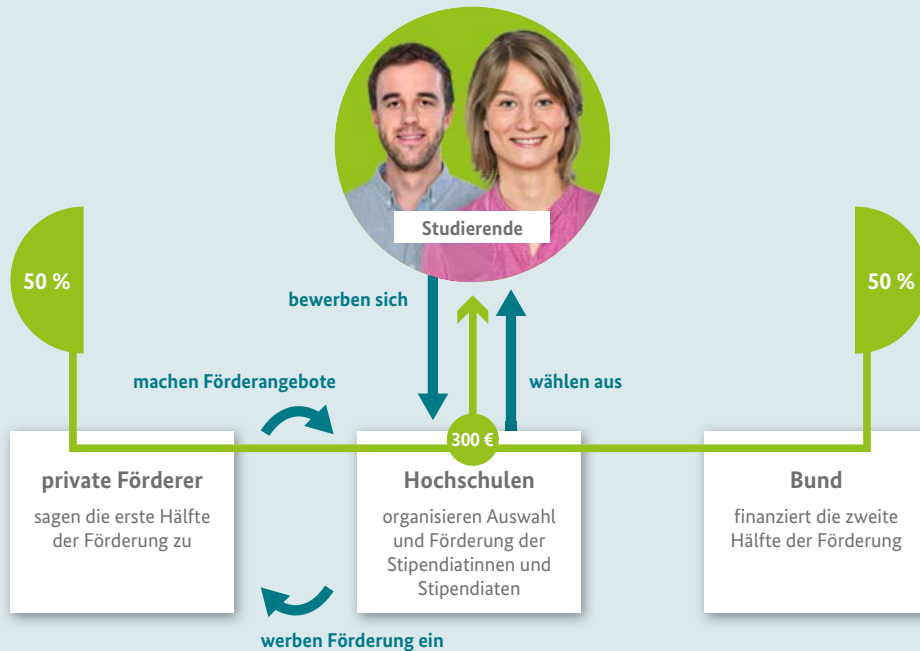 Studierende
50 %
50 %
bewerben sich
machen Förderangebote
wählen aus
300 €
private Förderer
sagen die erste Hälfte
der Förderung zu
Hochschulen
organisieren Auswahl
und Förderung der
Stipendiatinnen und
Stipendiaten
Bund
finanziert die zweite
Hälfte der Förderung
werben Förderung ein